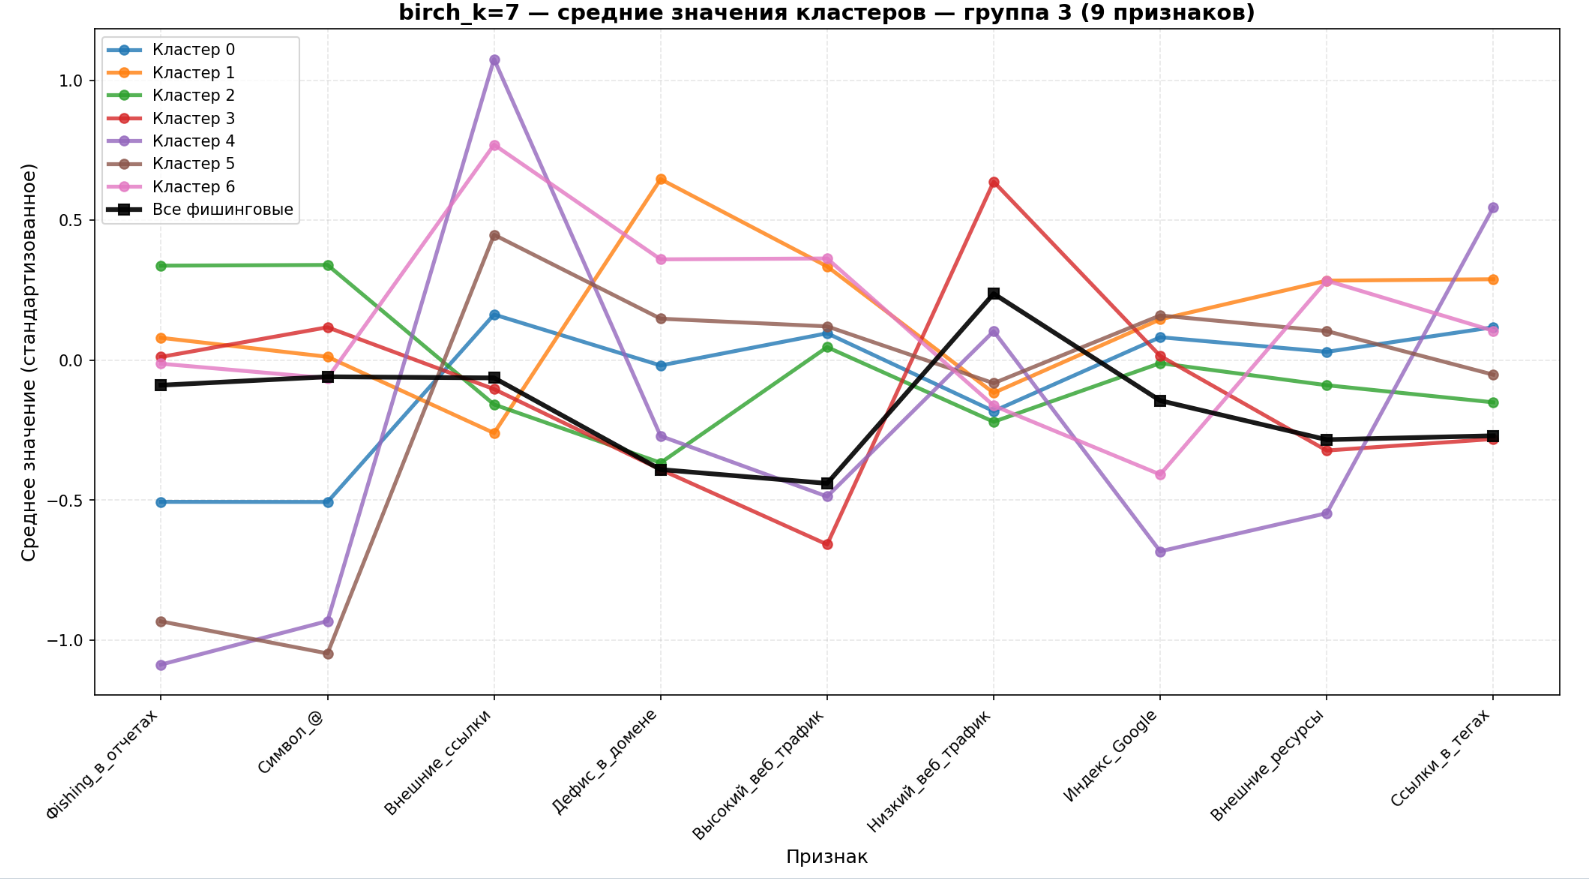 birch_k=7 — средние значения кластеров — группа 3 (9 признаков)
Кластер 0
Кластер 1
Кластер 2
Кластер 3
Кластер 4
Кластер 5
Кластер 6
Все фишинговые
Среднее значение (стандартизованное)
1.0
0.5
0.0
−0.5
−1.0
Фishing_в_отчетах
Символ_@
Внешние_ссылки
Дефис_в_домене
Высокий_веб_трафик
Низкий_веб_трафик
Индекс_Google
Внешние_ресурсы
Ссылки_в_тегах
Признак